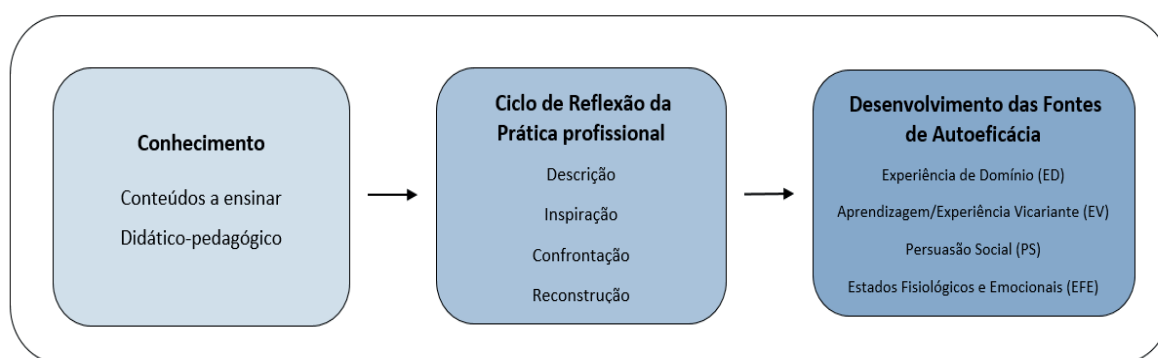 Conhecimento
Conteúdos a ensinar
Didático-pedagógico
Ciclo de Reflexão da
Prática profissional
Descrição
Inspiração
Confrontação
Reconstrução
Desenvolvimento das Fontes
de Autoeficácia
Experiência de Domínio (ED)
Aprendizagem/Experiência Vicariante (EV)
Persuasão Social (PS)
Estados Fisiológicos e Emocionais (EFE)